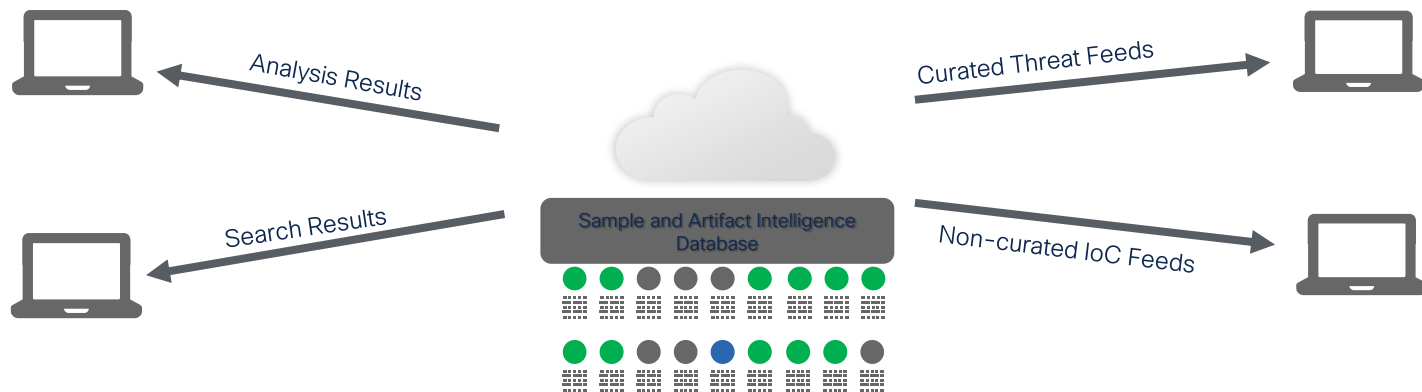 Analysis Results
Curated Threat Feeds
Search Results
Sample and Artifact Intelligence
Database
Non-curated IoC Feeds